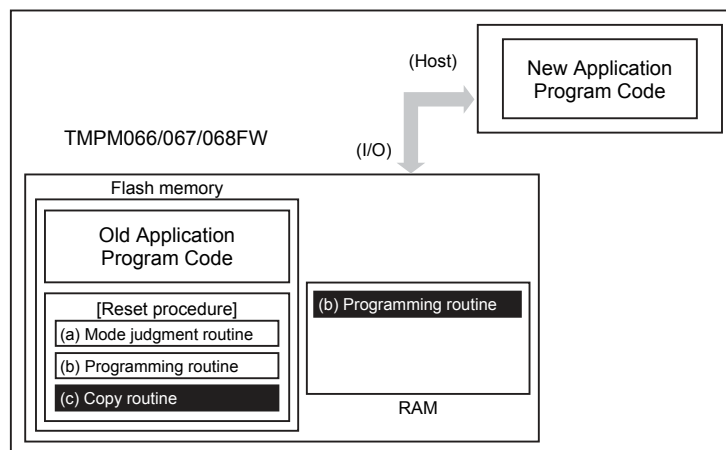 (Host)
New Application
Program Code
TMPM066/067/068FW
(I/O)
Flash memory
Old Application
Program Code
[Reset procedure]
(a) Mode judgment routine
(b) Programming routine
(c) Copy routine
(b) Programming routine
RAM